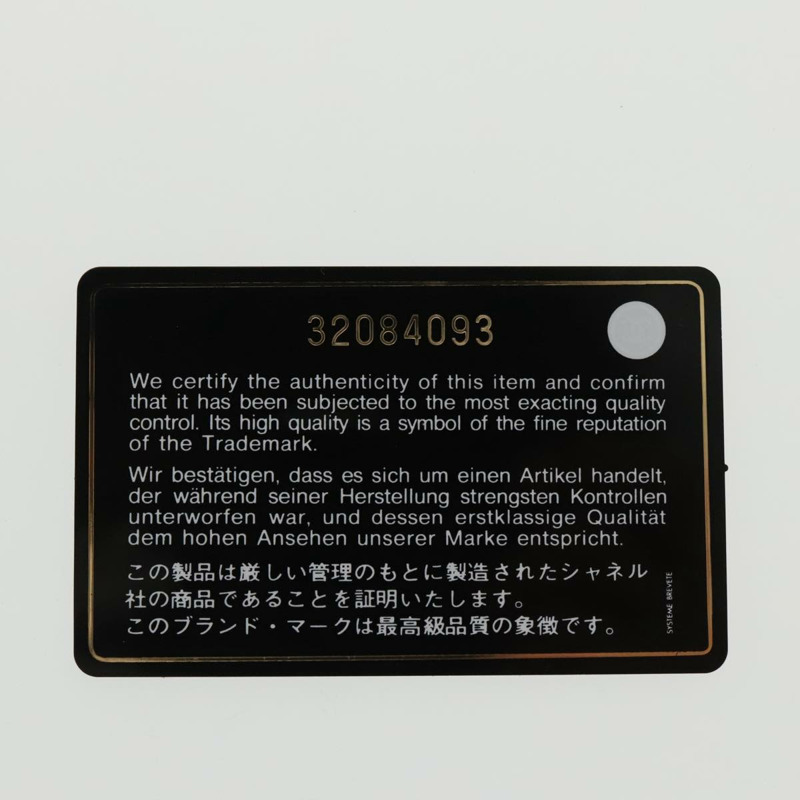 32084093
We certify the authenticity of this item and confirm
that it has been subjected to the most exacting quality
control. Its high quality is a symbol of the fine reputation
of the Trademark.
Wir bestätigen, dass es sich um einen Artikel handelt,
der während seiner Herstellung strengsten Kontrollen
unterworfen war, und dessen erstklassige Qualität
dem hohen Ansehen unserer Marke entspricht.
この製品は厳しい管理のもとに製造されたシャネル
社の商品であることを証明いたします。
このブランド・マークは最高級品質の象徴です。
SYSTEME BREVETE